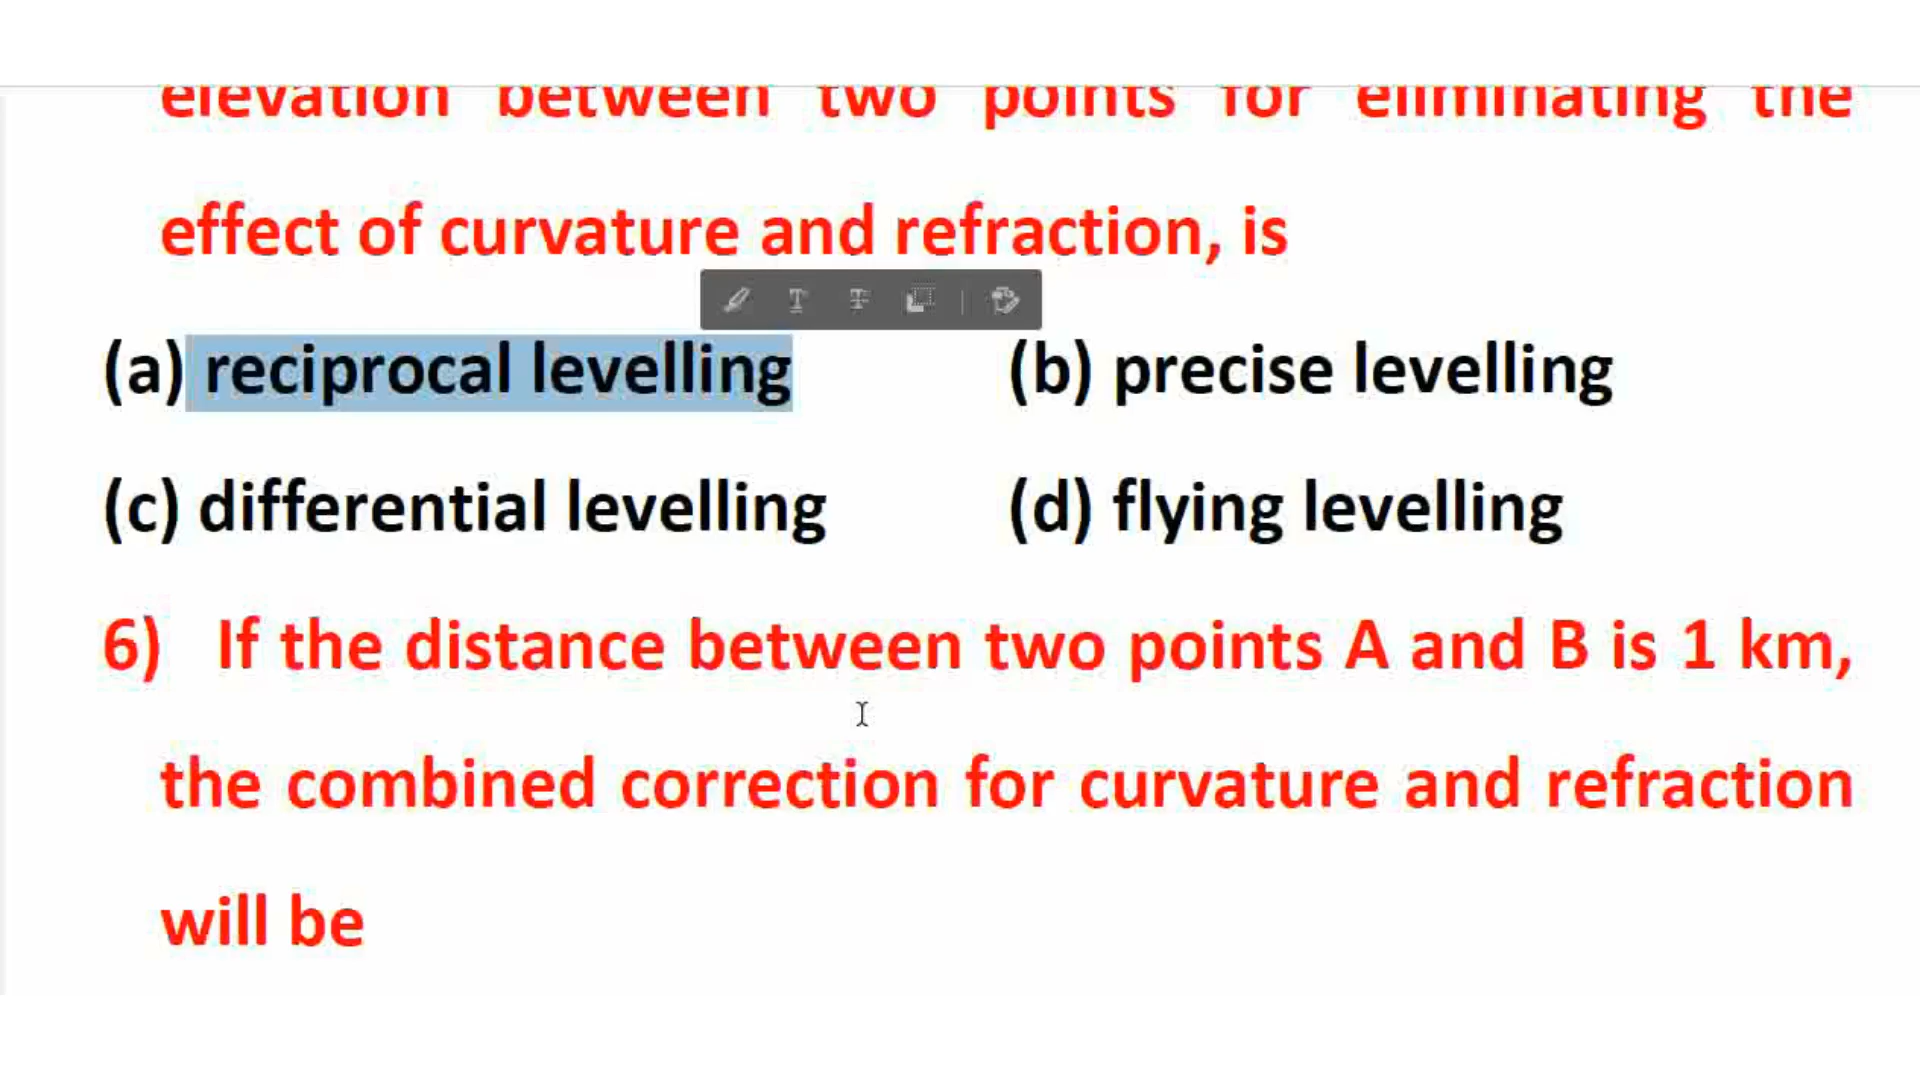 elevation between two points for eliminating the
effect of curvature and refraction, is
(a) reciprocal levelling (b) precise levelling
(c) differential levelling (d) flying levelling
6) If the distance between two points A and B is 1 km,
the combined correction for curvature and refraction
will be